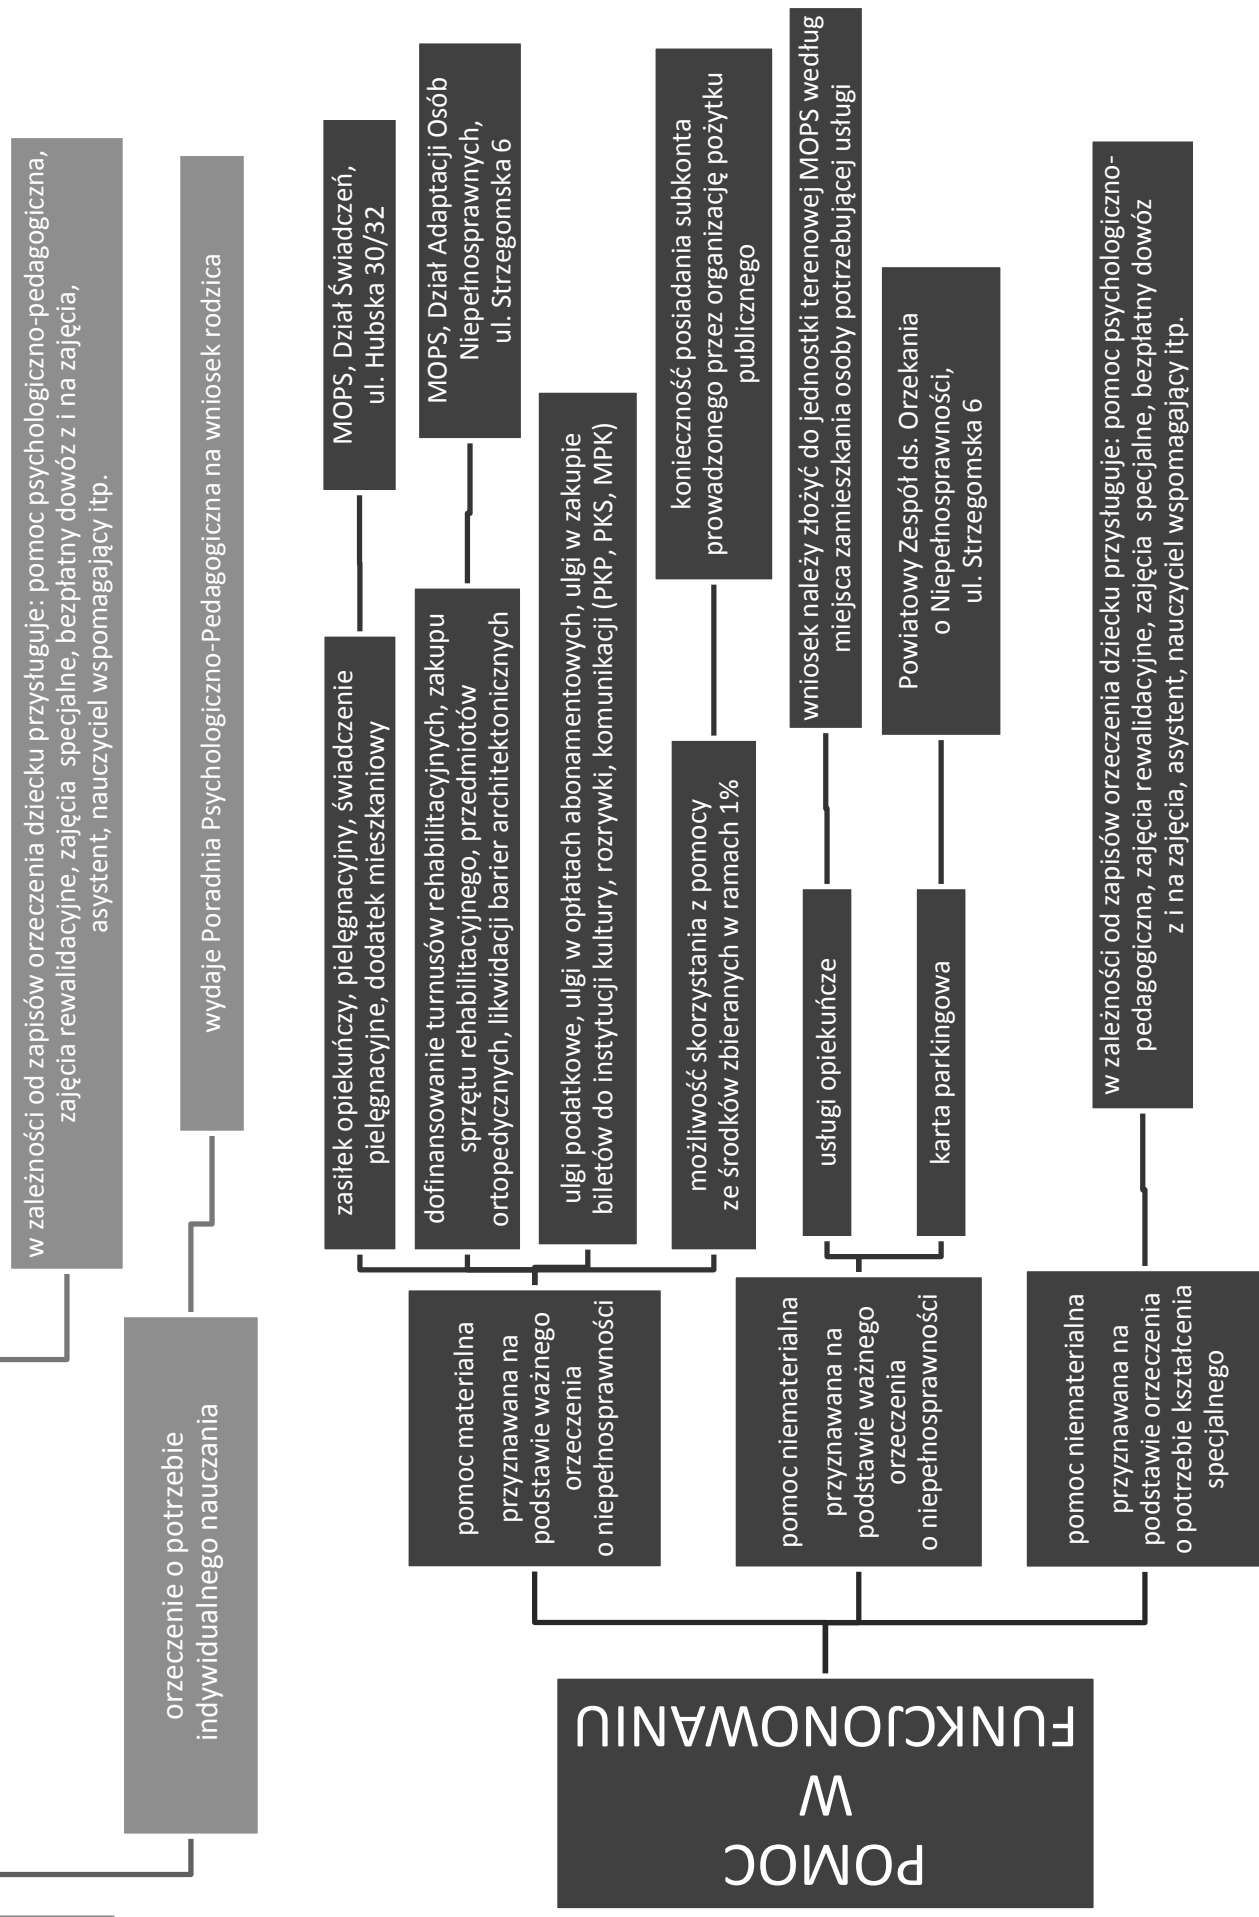 w zależności od zapisów orzeczenia dziecku przysługuje: pomoc psychologiczno-pedagogiczna,
zajęcia rewalidacyjne, zajęcia specjalne, bezpłatny dowóz z i na zajęcia,
asystent, nauczyciel wspomagający itp.
orzeczenie o potrzebie
indywidualnego nauczania
wydaje Poradnia Psychologiczno-Pedagogiczna na wniosek rodzica
POMOC
W
FUNKCJONOWANIU
pomoc materialna
przyznawana na
podstawie ważnego
orzeczenia
o niepełnosprawności
zasiłek opiekuńczy, pielęgnacyjny, świadczenie
pielęgnacyjne, dodatek mieszkaniowy
MOPS, Dział Świadczeń,
ul. Hubska 30/32
dofinansowanie turnusów rehabilitacyjnych, zakupu
sprzętu rehabilitacyjnego, przedmiotów
ortopedycznych, likwidacji barier architektonicznych
MOPS, Dział Adaptacji Osób
Niepełnosprawnych,
ul. Strzegomska 6
ulgi podatkowe, ulgi w opłatach abonamentowych, ulgi w zakupie
biletów do instytucji kultury, rozrywki, komunikacji (PKP, PKS, MPK)
możliwość skorzystania z pomocy
ze środków zbieranych w ramach 1%
konieczność posiadania subkonta
prowadzonego przez organizację pożytku
publicznego
pomoc niematerialna
przyznawana na
podstawie ważnego
orzeczenia
o niepełnosprawności
usługi opiekuńcze
wniosek należy złożyć do jednostki terenowej MOPS według
miejsca zamieszkania osoby potrzebującej usługi
karta parkingowa
Powiatowy Zespół ds. Orzekania
o Niepełnosprawności,
ul. Strzegomska 6
pomoc niematerialna
przyznawana na
podstawie orzeczenia
o potrzebie kształcenia
specjalnego
w zależności od zapisów orzeczenia dziecku przysługuje: pomoc psychologiczno-
pedagogiczna, zajęcia rewalidacyjne, zajęcia specjalne, bezpłatny dowóz
z i na zajęcia, asystent, nauczyciel wspomagający itp.